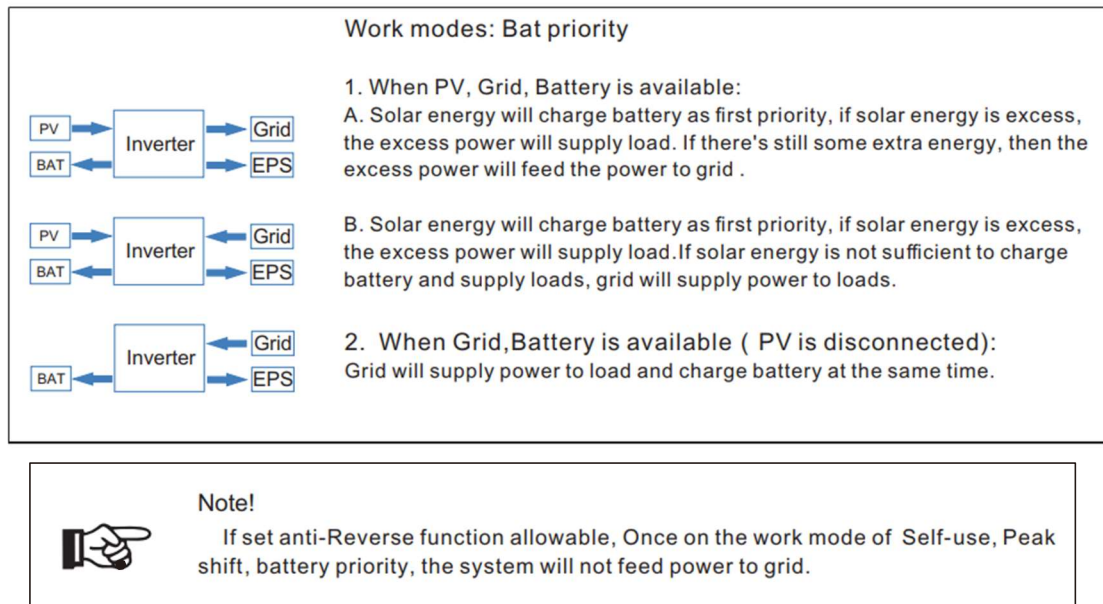 Work modes: Bat priority
1. When PV, Grid, Battery is available:
A. Solar energy will charge battery as first priority, if solar energy is excess,
the excess power will supply load. If there's still some extra energy, then the
excess power will feed the power to grid .
PV
BAT
Inverter
Grid
EPS
B. Solar energy will charge battery as first priority, if solar energy is excess,
the excess power will supply load.If solar energy is not sufficient to charge
battery and supply loads, grid will supply power to loads.
PV
BAT
Inverter
Grid
EPS
2. When Grid,Battery is available ( PV is disconnected):
Grid will supply power to load and charge battery at the same time.
BAT
Inverter
Grid
EPS
Note!
If set anti-Reverse function allowable, Once on the work mode of Self-use, Peak
shift, battery priority, the system will not feed power to grid.